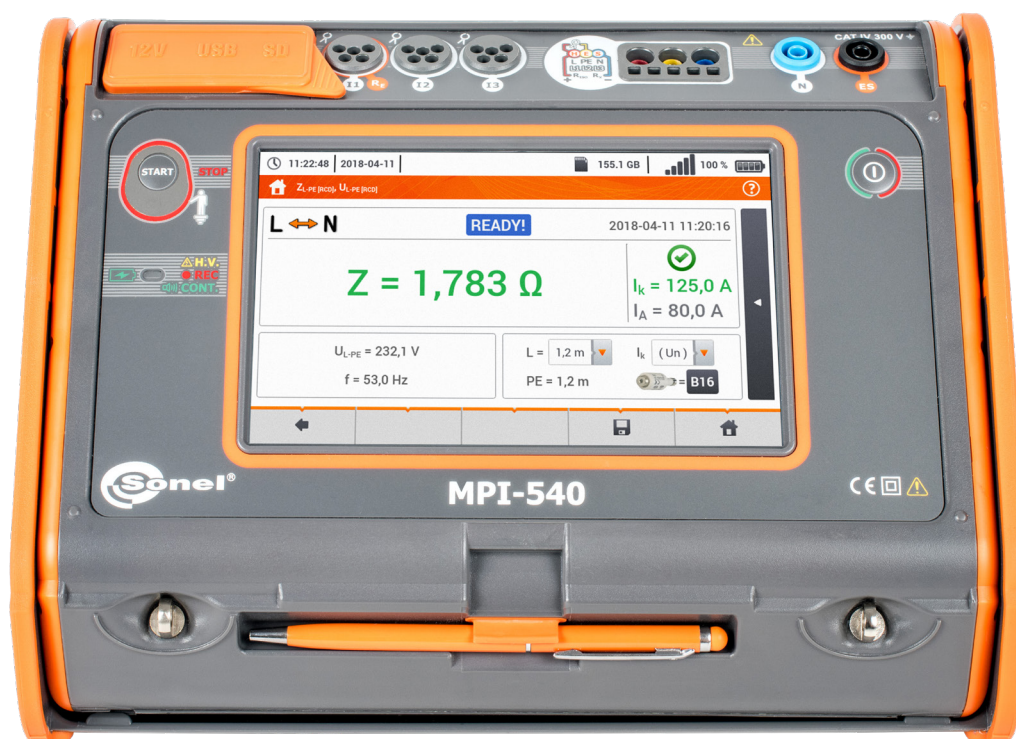 12V USB SD
I1 RE I2 I3
H E S
L PE N
CAT IV 300 V
N
ES
START
STOP
H.V.
REC
CONT.
11:22:48 2018-04-11 155.1 GB 100 %
ZL-PE [RCD], UL-PE [RCD]
L N READY! 2018-04-11 11:20:16
Z = 1,783 Ω
Ik = 125,0 A
IA = 80,0 A
UL-PE = 232,1 V
f = 53,0 Hz
L = 1,2 m Ik (Un)
PE = 1,2 m = B16
Sonel®
MPI-540
CE